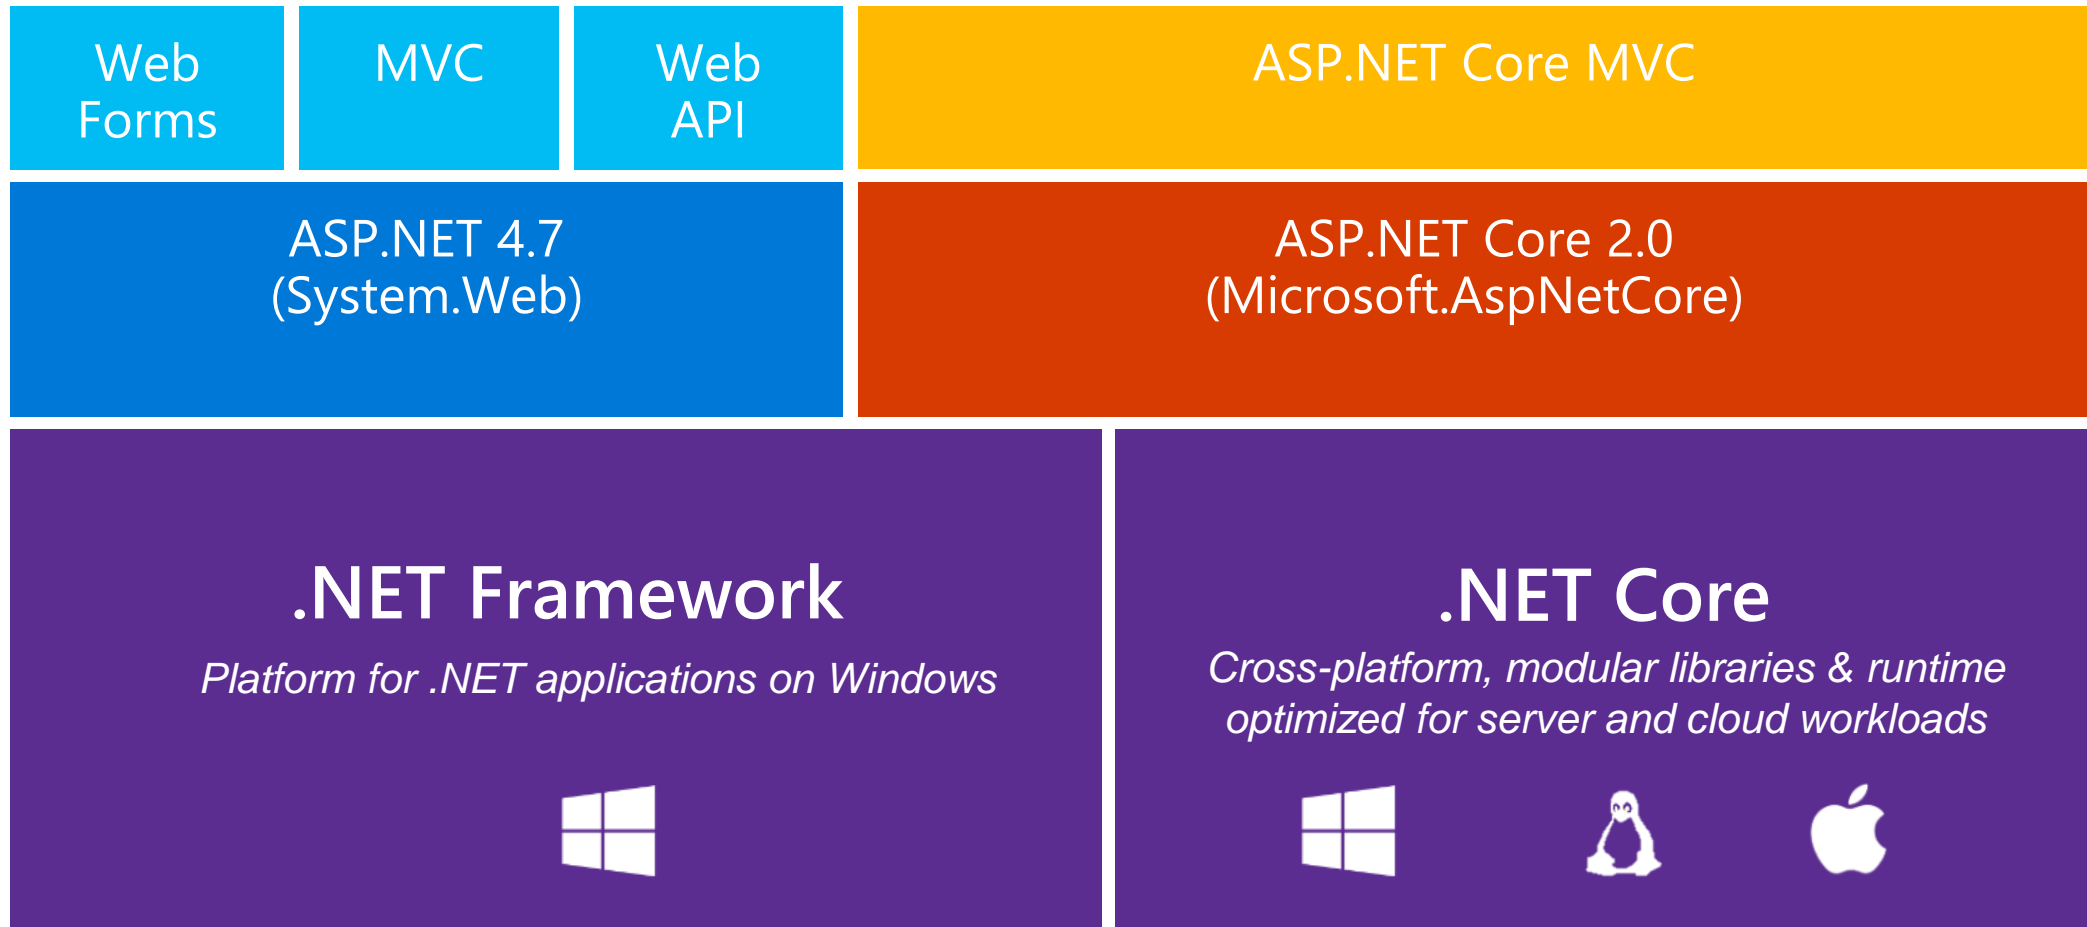 Web
Forms
MVC
Web
API
ASP.NET Core MVC
ASP.NET 4.7
(System.Web)
ASP.NET Core 2.0
(Microsoft.AspNetCore)
.NET Framework
Platform for .NET applications on Windows
.NET Core
Cross-platform, modular libraries & runtime
optimized for server and cloud workloads